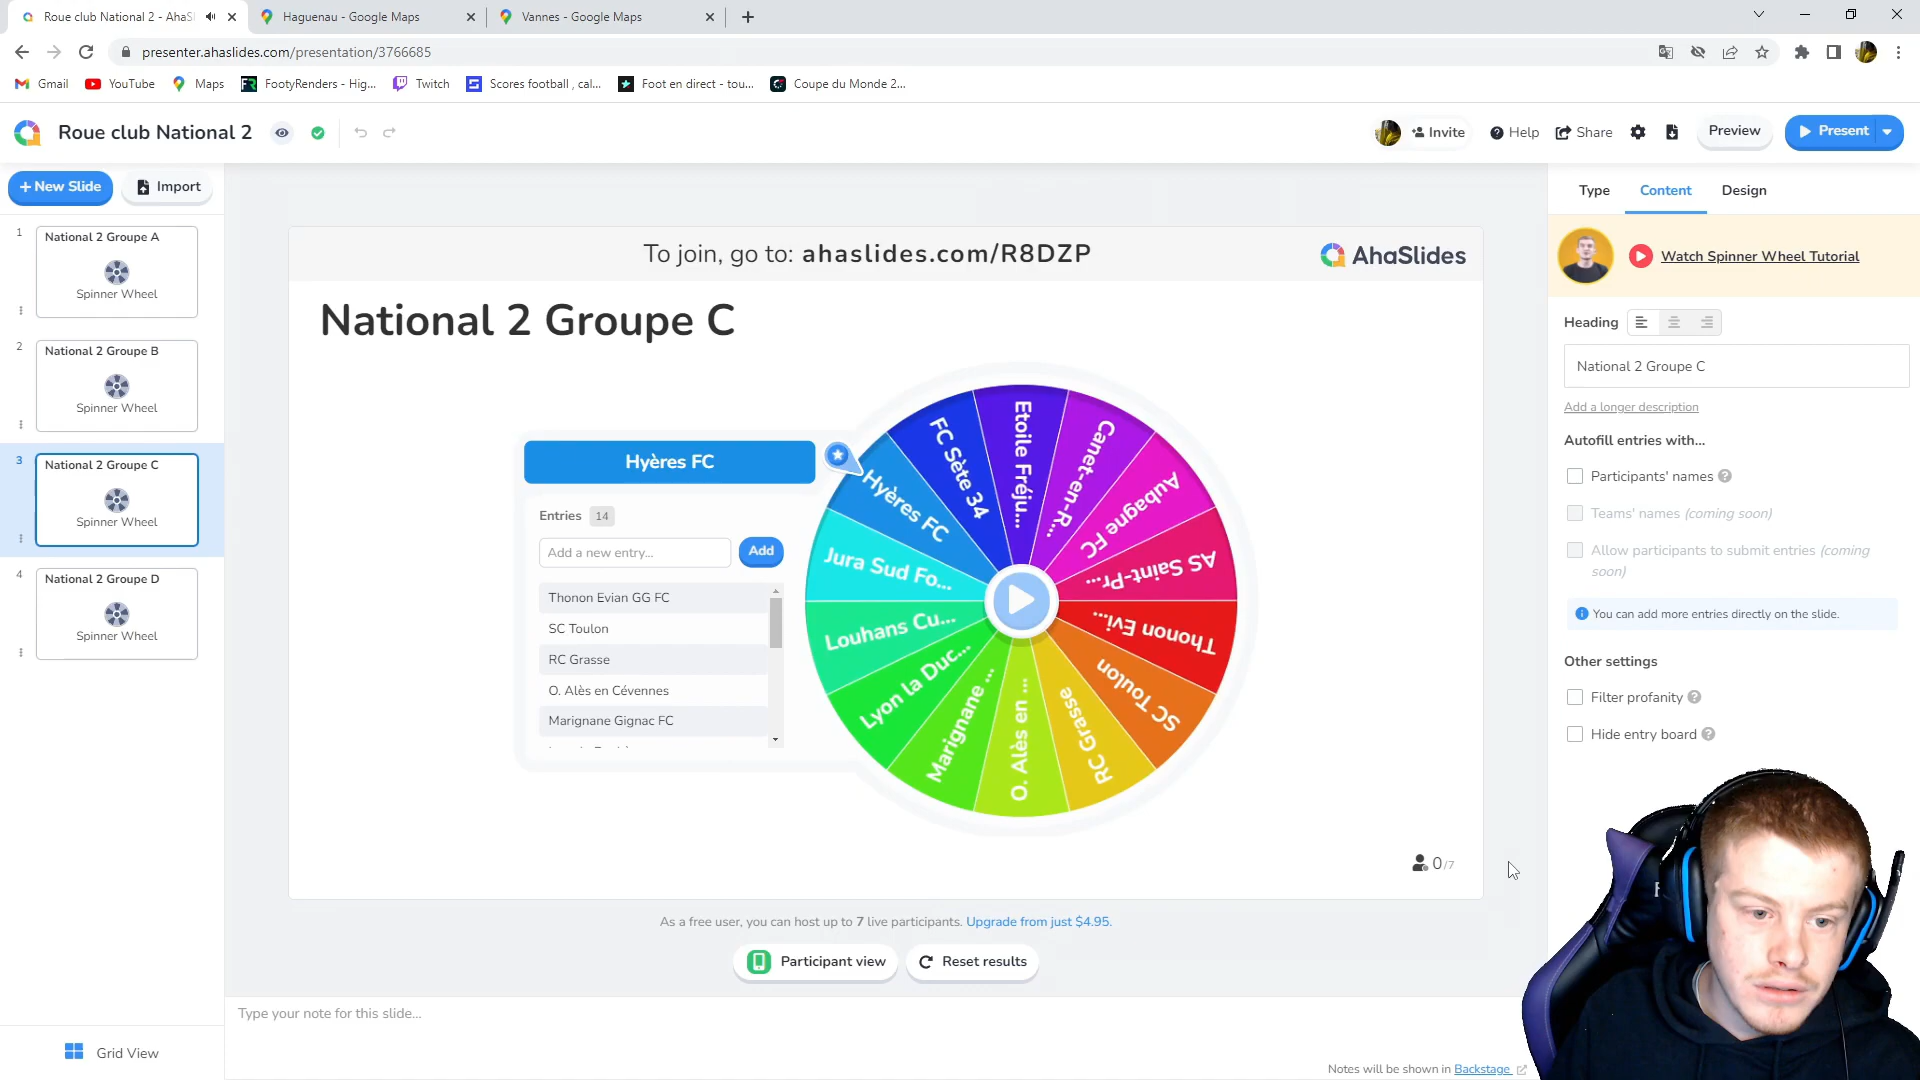 Roue club National 2 - AhaS
Haguenau - Google Maps
Vannes - Google Maps
presenter.ahaslides.com/presentation/3766685
Gmail
YouTube
Maps
FootyRenders - Hig...
Twitch
Scores football , cal...
Foot en direct - tou...
Coupe du Monde 2...
Roue club National 2
Invite
Help
Share
Preview
Present
+ New Slide
Import
1
National 2 Groupe A
Spinner Wheel
2
National 2 Groupe B
Spinner Wheel
3
National 2 Groupe C
Spinner Wheel
4
National 2 Groupe D
Spinner Wheel
Grid View
To join, go to: ahaslides.com/R8DZP
AhaSlides
National 2 Groupe C
Hyères FC
Entries 14
Add a new entry...
Add
Thonon Evian GG FC
SC Toulon
RC Grasse
O. Alès en Cévennes
Marignane Gignac FC
Etoile Fréju...
Canet-en-R...
Aubagne FC
AS Saint-Pr...
Thonon Evi...
SC Toulon
RC Grasse
O. Alès en ...
Marignane ...
Lyon la Duc...
Louhans Cu...
Jura Sud Fo...
Hyères FC
FC Sète 34
0/7
As a free user, you can host up to 7 live participants. Upgrade from just $4.95.
Participant view
Reset results
Type your note for this slide...
Notes will be shown in Backstage
Type
Content
Design
Watch Spinner Wheel Tutorial
Heading
National 2 Groupe C
Add a longer description
Autofill entries with...
Participants' names
Teams' names (coming soon)
Allow participants to submit entries (coming
soon)
You can add more entries directly on the slide.
Other settings
Filter profanity
Hide entry board